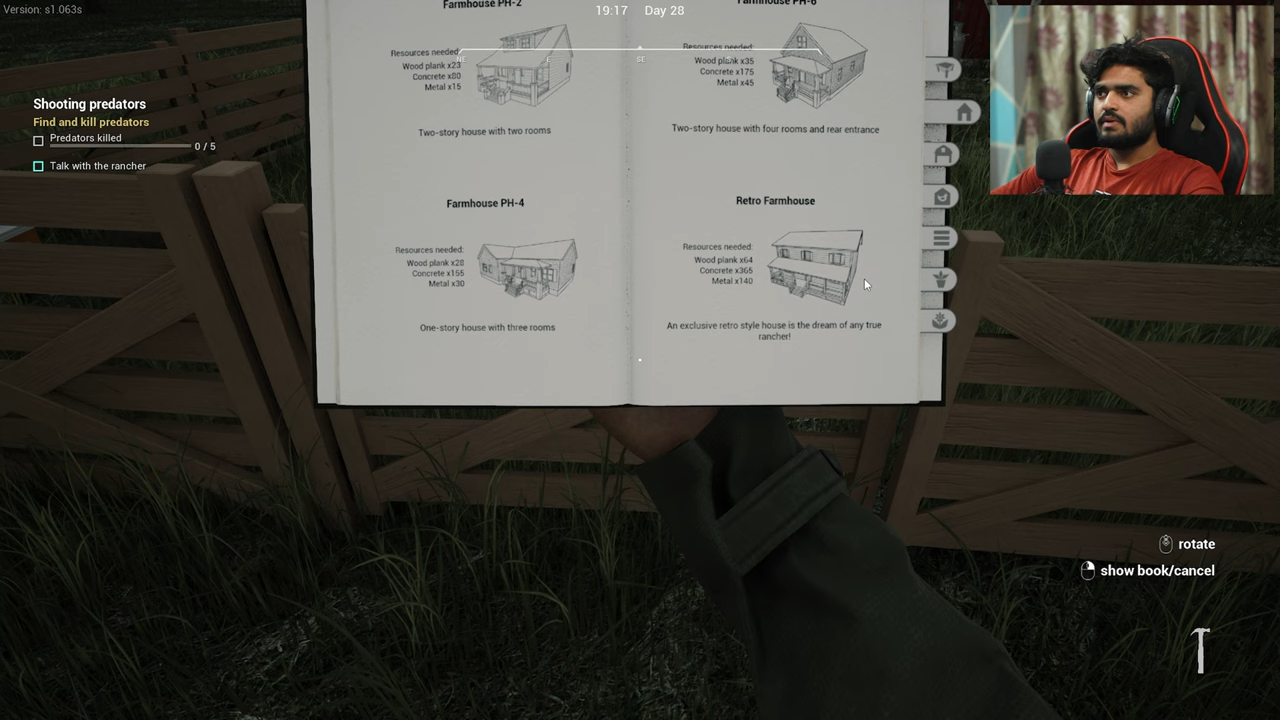 Version: s1.063s
19:17 Day 28
NE E SE
Shooting predators
Find and kill predators
Predators killed
0 / 5
Talk with the rancher
Farmhouse PH-2
Resources needed:
Wood plank x23
Concrete x80
Metal x15
Two-story house with two rooms
Farmhouse PH-4
Resources needed:
Wood plank x28
Concrete x155
Metal x30
One-story house with three rooms
Farmhouse PH-6
Resources needed:
Wood plank x35
Concrete x175
Metal x45
Two-story house with four rooms and rear entrance
Retro Farmhouse
Resources needed:
Wood plank x64
Concrete x365
Metal x140
An exclusive retro style house is the dream of any true
rancher!
rotate
show book/cancel